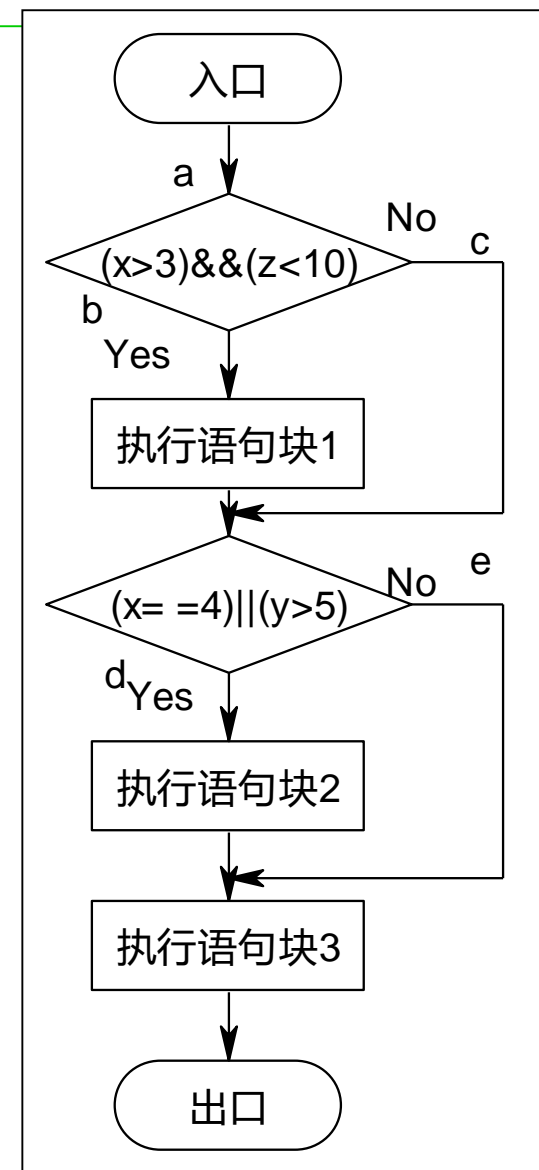 入口
a
No
c
(x>3)&&(z<10)
b
Yes
执行语句块1
e
No
(x= =4)||(y>5)
d
Yes
执行语句块2
执行语句块3
出口